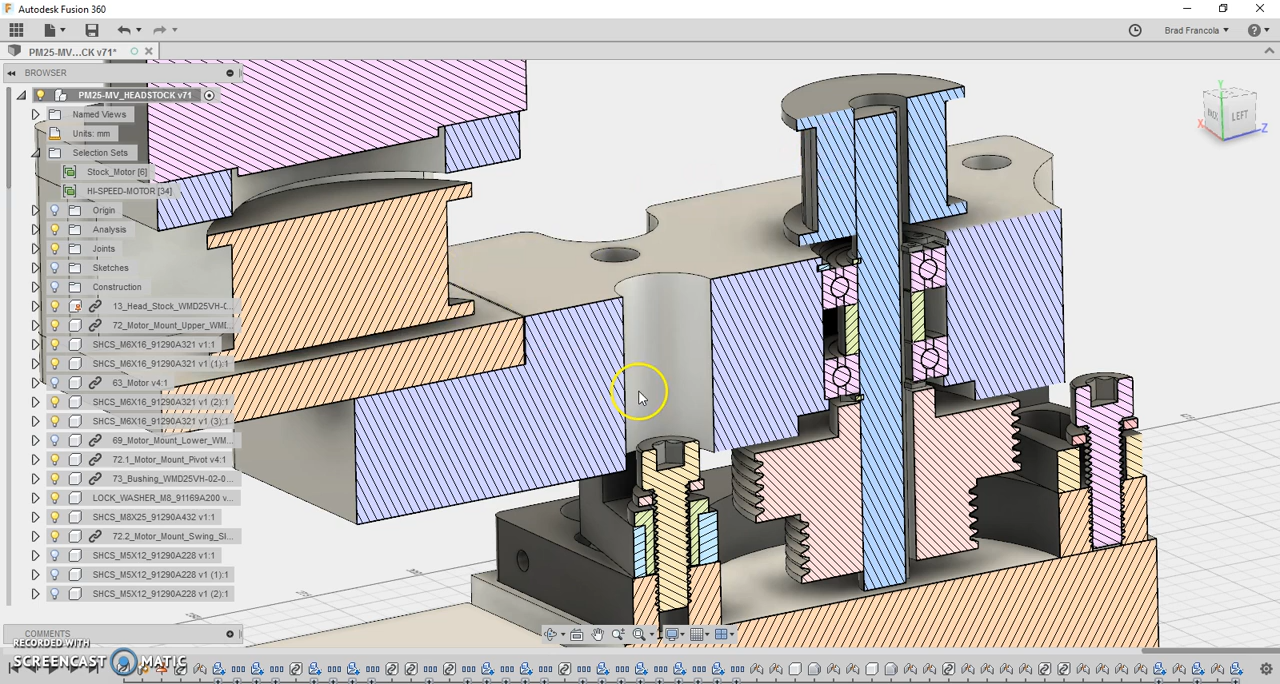 Autodesk Fusion 360
Brad Francola
PM25-MV...CK v71*
BROWSER
PM25-MV_HEADSTOCK v71
Named Views
Units: mm
Selection Sets
Stock_Motor [6]
HI-SPEED-MOTOR [34]
Origin
Analysis
Joints
Sketches
Construction
13_Head_Stock_WMD25VH-0...
72_Motor_Mount_Upper_WMD...
SHCS_M6X16_91290A321 v1:1
SHCS_M6X16_91290A321 v1 (1):1
63_Motor v4:1
SHCS_M6X16_91290A321 v1 (2):1
SHCS_M6X16_91290A321 v1 (3):1
69_Motor_Mount_Lower_WM...
72.1_Motor_Mount_Pivot v4:1
73_Bushing_WMD25VH-02-0...
LOCK_WASHER_M8_91169A200 v...
SHCS_M8X25_91290A432 v1:1
72.2_Motor_Mount_Swing_Sl...
SHCS_M5X12_91290A228 v1:1
SHCS_M5X12_91290A228 v1 (1):1
SHCS_M5X12_91290A228 v1 (2):1
COMMENTS
RECORDED WITH
SCREENCAST MATIC
Y
LEFT
X
Z